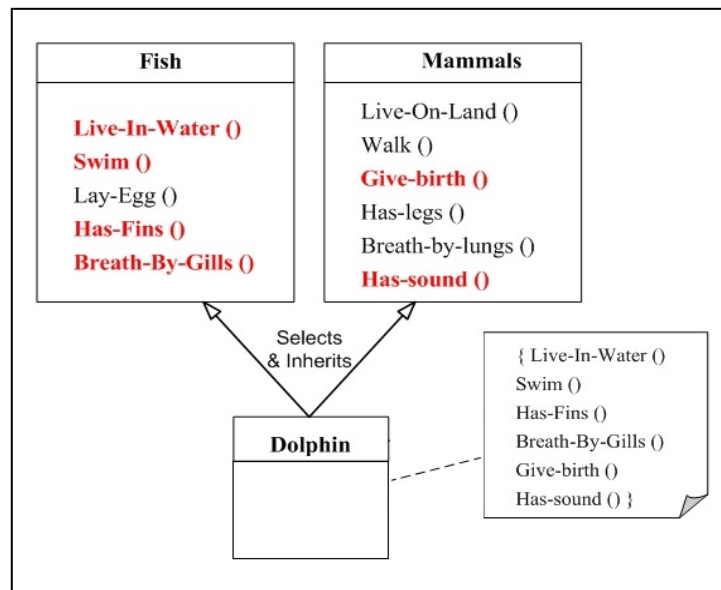 Fish
Live-In-Water ()
Swim ()
Lay-Egg ()
Has-Fins ()
Breath-By-Gills ()
Mammals
Live-On-Land ()
Walk ()
Give-birth ()
Has-legs ()
Breath-by-lungs ()
Has-sound ()
Selects
& Inherits
Dolphin
{ Live-In-Water ()
Swim ()
Has-Fins ()
Breath-By-Gills ()
Give-birth ()
Has-sound () }